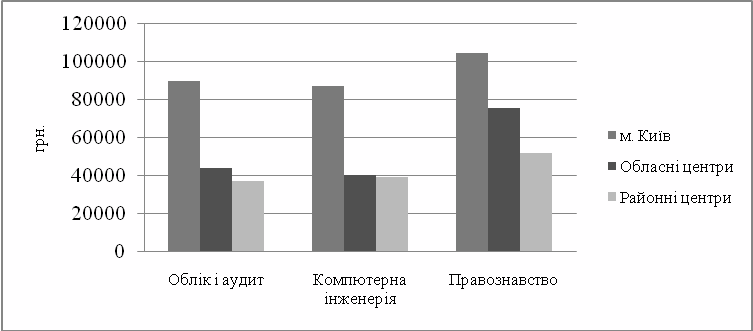 120000
100000
80000
60000
40000
20000
0
грн.
Облік і аудит
Компютерна
інженерія
Правознавство
м. Київ
Обласні центри
Районні центри